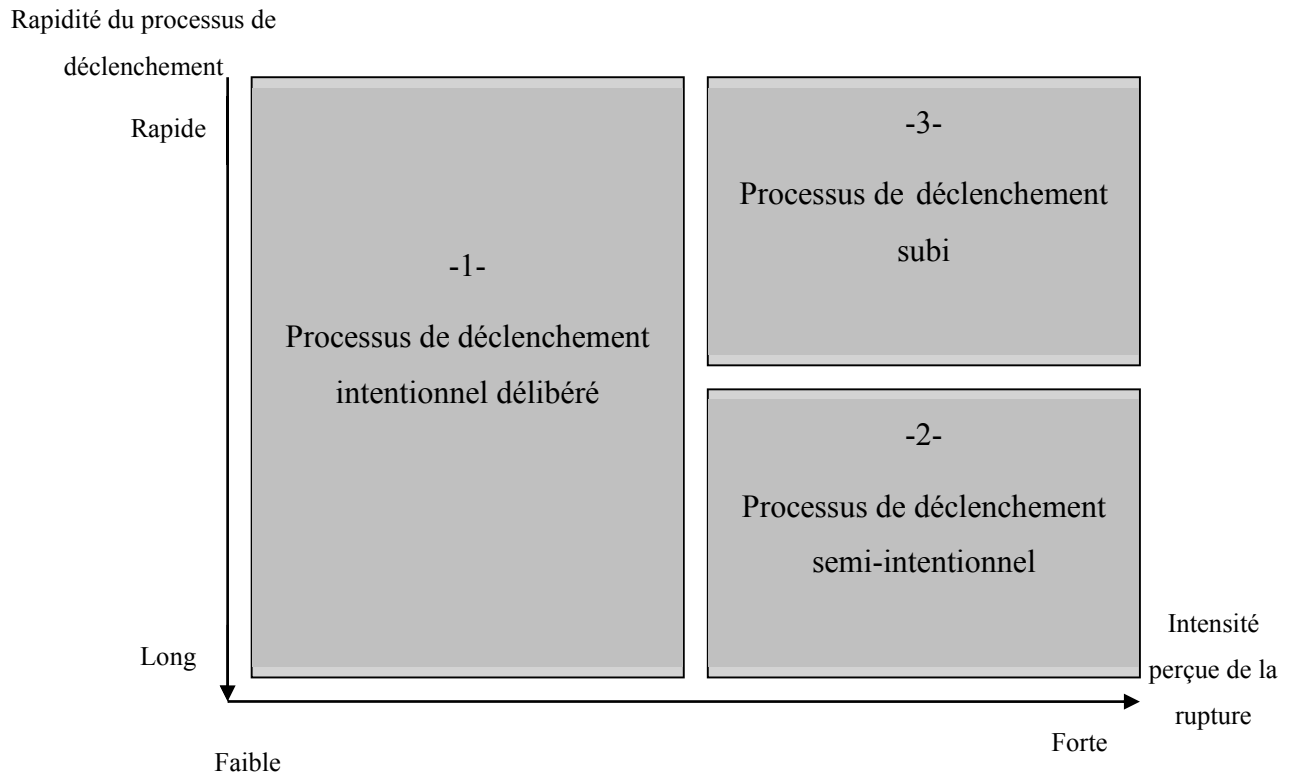 Rapidité du processus de
déclenchement
Rapide
-1-
Processus de déclenchement
intentionnel délibéré
-3-
Processus de déclenchement
subi
-2-
Processus de déclenchement
semi-intentionnel
Long
Intensité
perçue de la
rupture
Faible
Forte